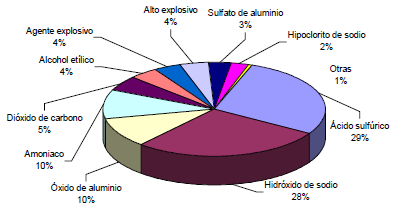 Alto explosivo
4%
Sulfato de aluminio
3%
Agente explosivo
4%
Hipoclorito de sodio
2%
Alcohol etílico
4%
Otras
1%
Dióxido de carbono
5%
Ácido sulfúrico
29%
Amoniaco
10%
Óxido de aluminio
10%
Hidróxido de sodio
28%